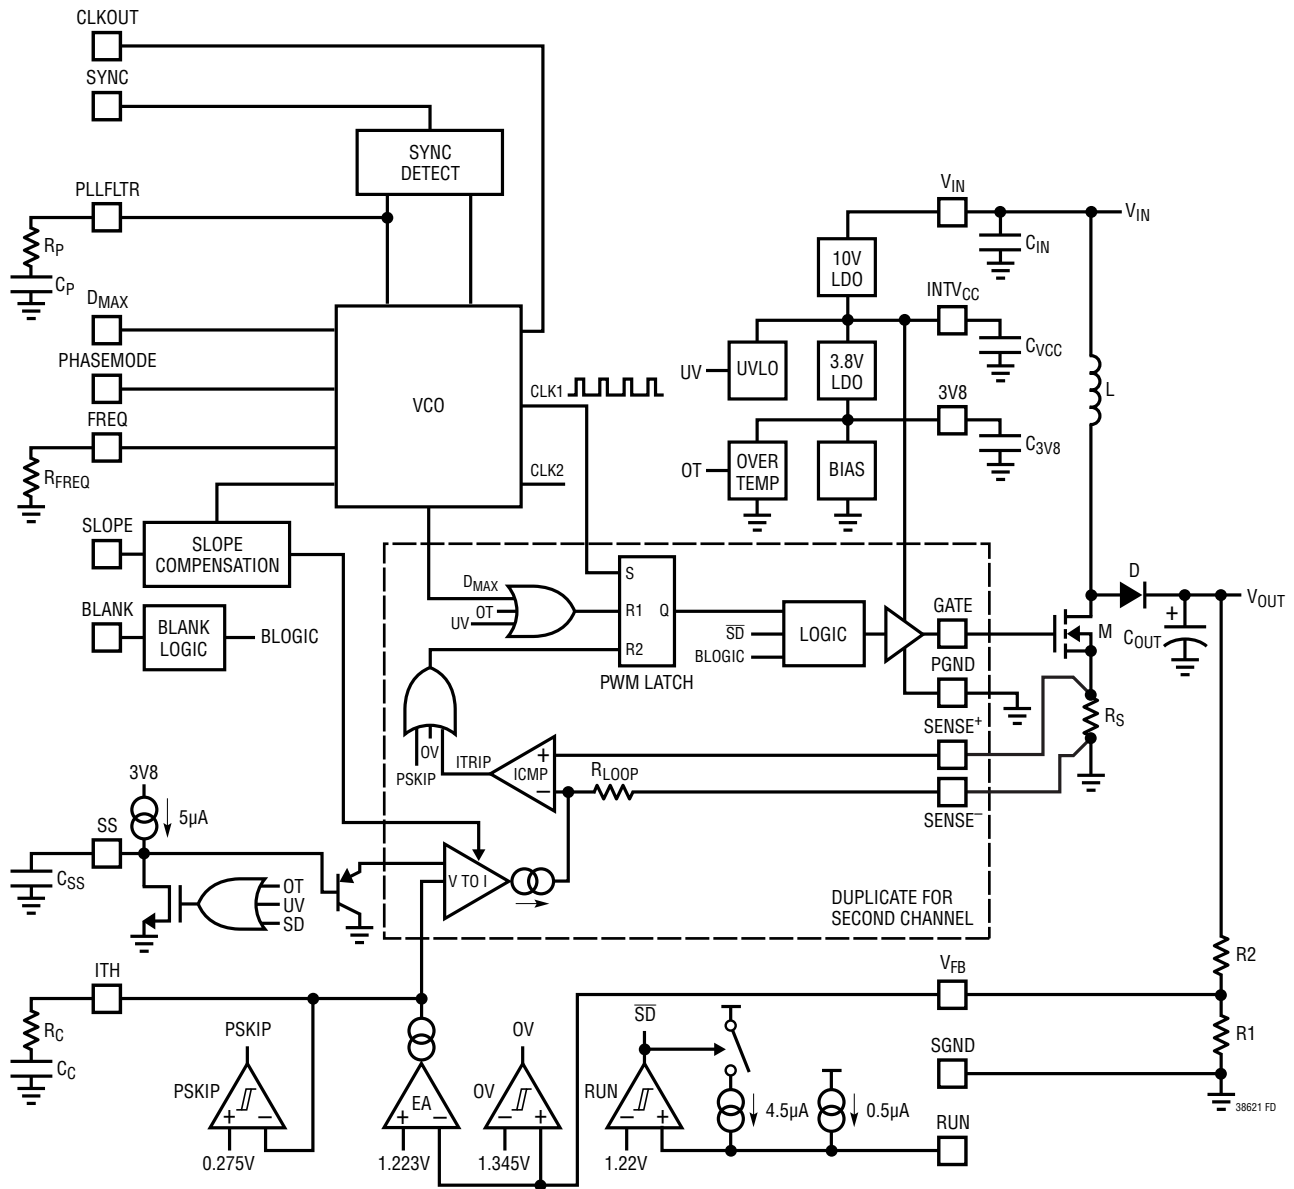 CLKOUT
SYNC
SYNC
DETECT
PLLFLTR
RP
CP
DMAX
PHASEMODE
FREQ
RFREQ
VCO
CLK1
CLK2
SLOPE
SLOPE
COMPENSATION
BLANK
BLANK
LOGIC
BLOGIC
VIN
VIN
CIN
10V
LDO
INTVCC
CVCC
UV
UVLO
3.8V
LDO
3V8
C3V8
OT
OVER
TEMP
BIAS
L
DMAX
OT
UV
S
R1
Q
R2
PWM LATCH
SD
BLOGIC
LOGIC
GATE
PGND
M
D
VOUT
+
COUT
RS
SENSE+
SENSE–
OV
PSKIP
ITRIP
ICMP
+
–
RLOOP
3V8
5µA
SS
CSS
OT
UV
SD
V TO I
DUPLICATE FOR
SECOND CHANNEL
ITH
RC
CC
PSKIP
PSKIP
+ –
0.275V
EA
+ –
1.223V
OV
OV
– +
1.345V
SD
RUN
– +
1.22V
4.5µA
0.5µA
VFB
R2
R1
SGND
RUN
38621 FD